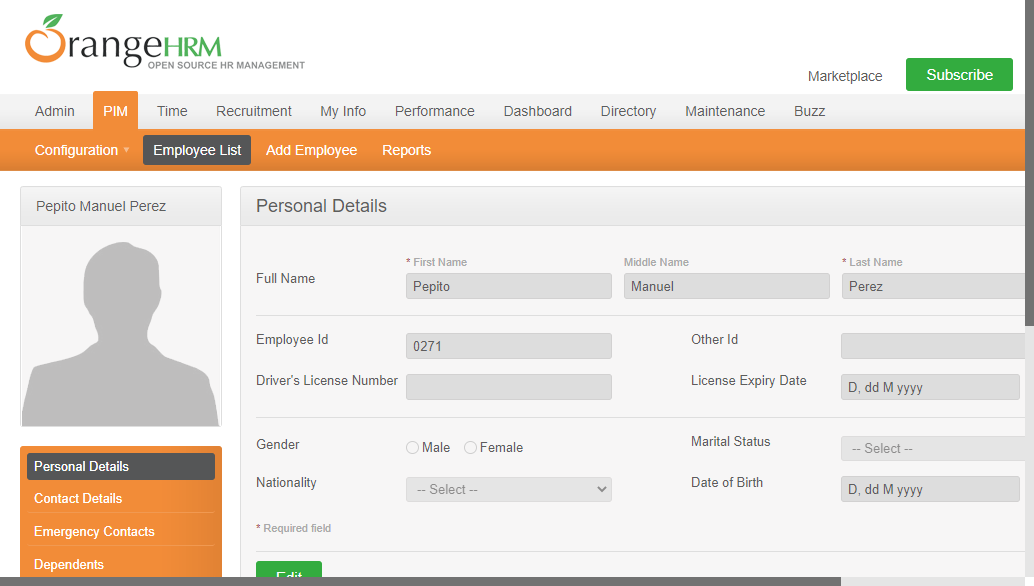 OrangeHRM
OPEN SOURCE HR MANAGEMENT
Marketplace
Subscribe
Admin PIM Time Recruitment My Info Performance Dashboard Directory Maintenance Buzz
Configuration Employee List Add Employee Reports
Pepito Manuel Perez
Personal Details
Contact Details
Emergency Contacts
Dependents
Personal Details
* First Name Middle Name * Last Name
Full Name
Pepito Manuel Perez
Employee Id 0271 Other Id
Driver's License Number License Expiry Date D, dd M yyyy
Gender Male Female Marital Status -- Select --
Nationality -- Select -- Date of Birth D, dd M yyyy
* Required field
Edit